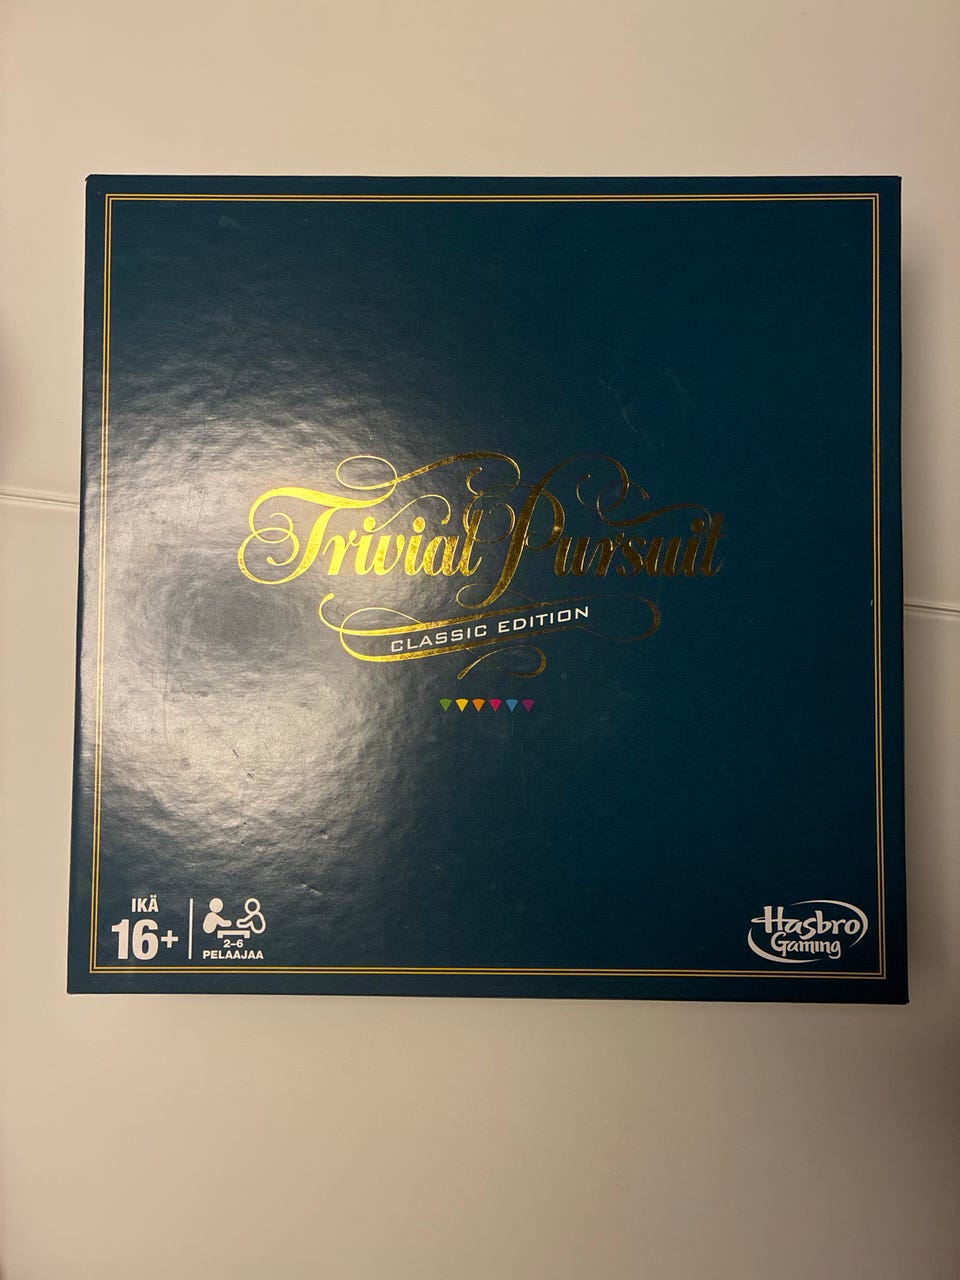 Trivial Pursuit
CLASSIC EDITION
IKÄ
16+
2–6
PELAAJAA
Hasbro
Gaming